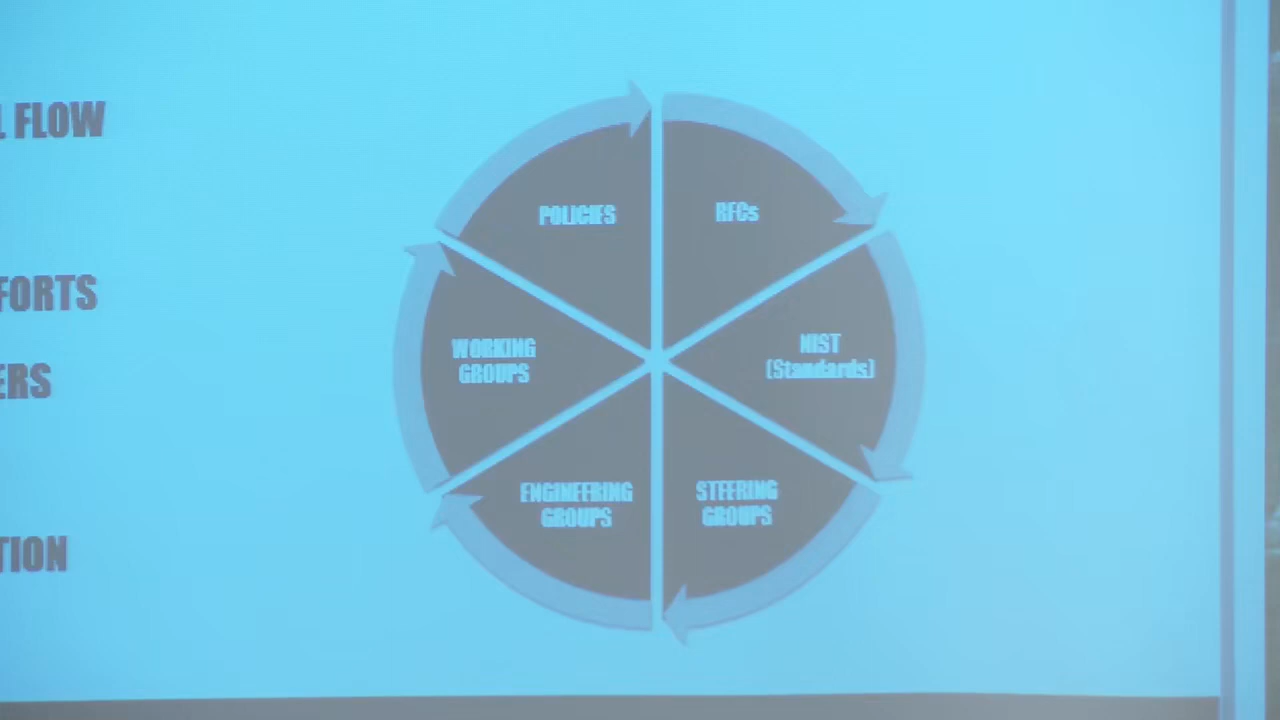 L FLOW
FORTS
ERS
TION
POLICIES
RFCs
WORKING
GROUPS
NIST
(Standards)
ENGINEERING
GROUPS
STEERING
GROUPS